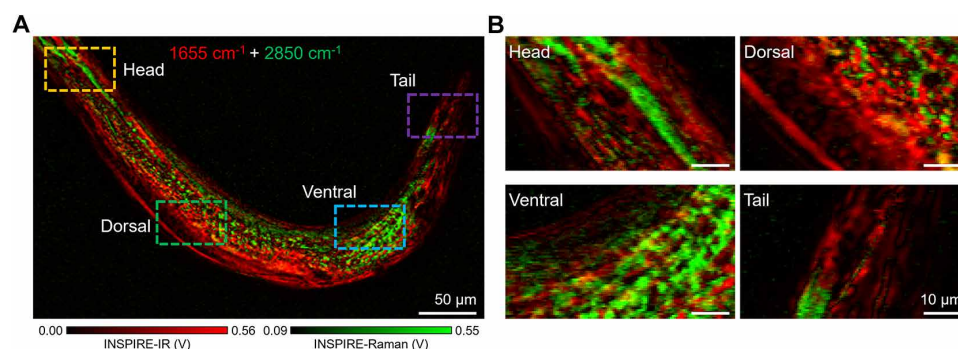 A
1655 cm⁻¹ + 2850 cm⁻¹
Head
Tail
Ventral
Dorsal
50 µm
0.00 0.56 0.09 0.55
INSPIRE-IR (V) INSPIRE-Raman (V)
B
Head
Dorsal
Ventral
Tail
10 µm